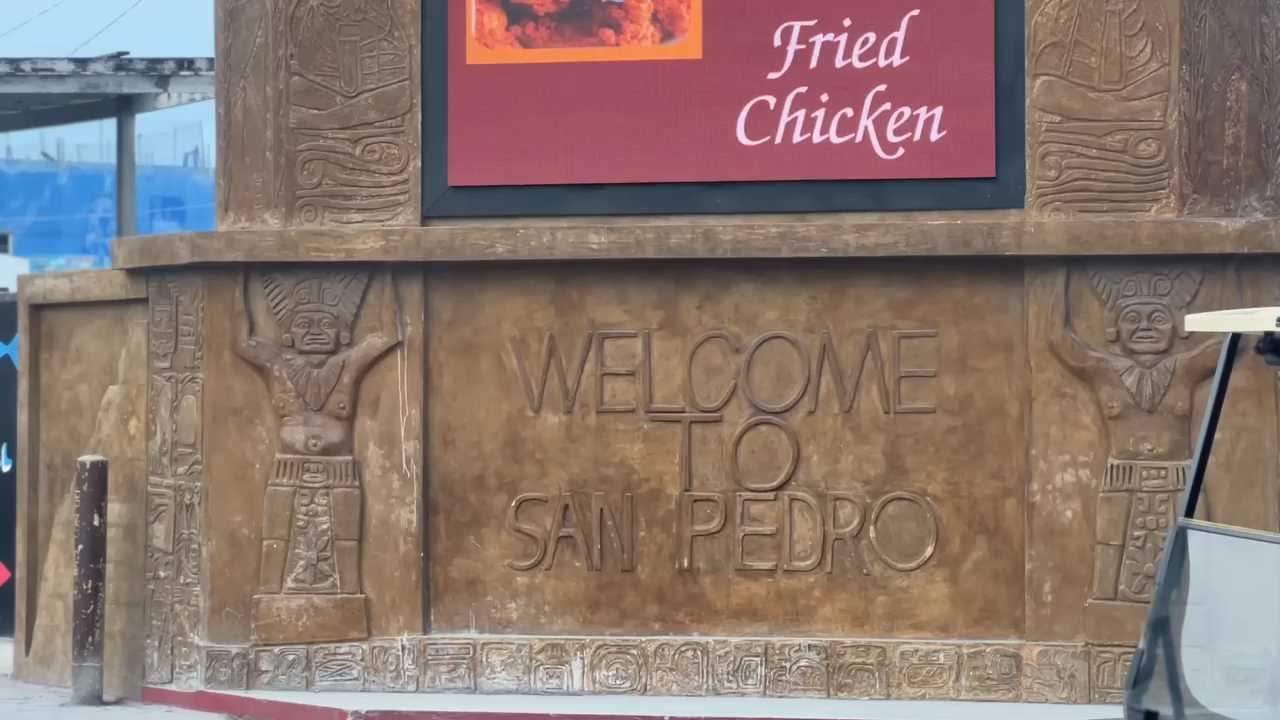 Fried
Chicken
WELCOME
TO
SAN PEDRO